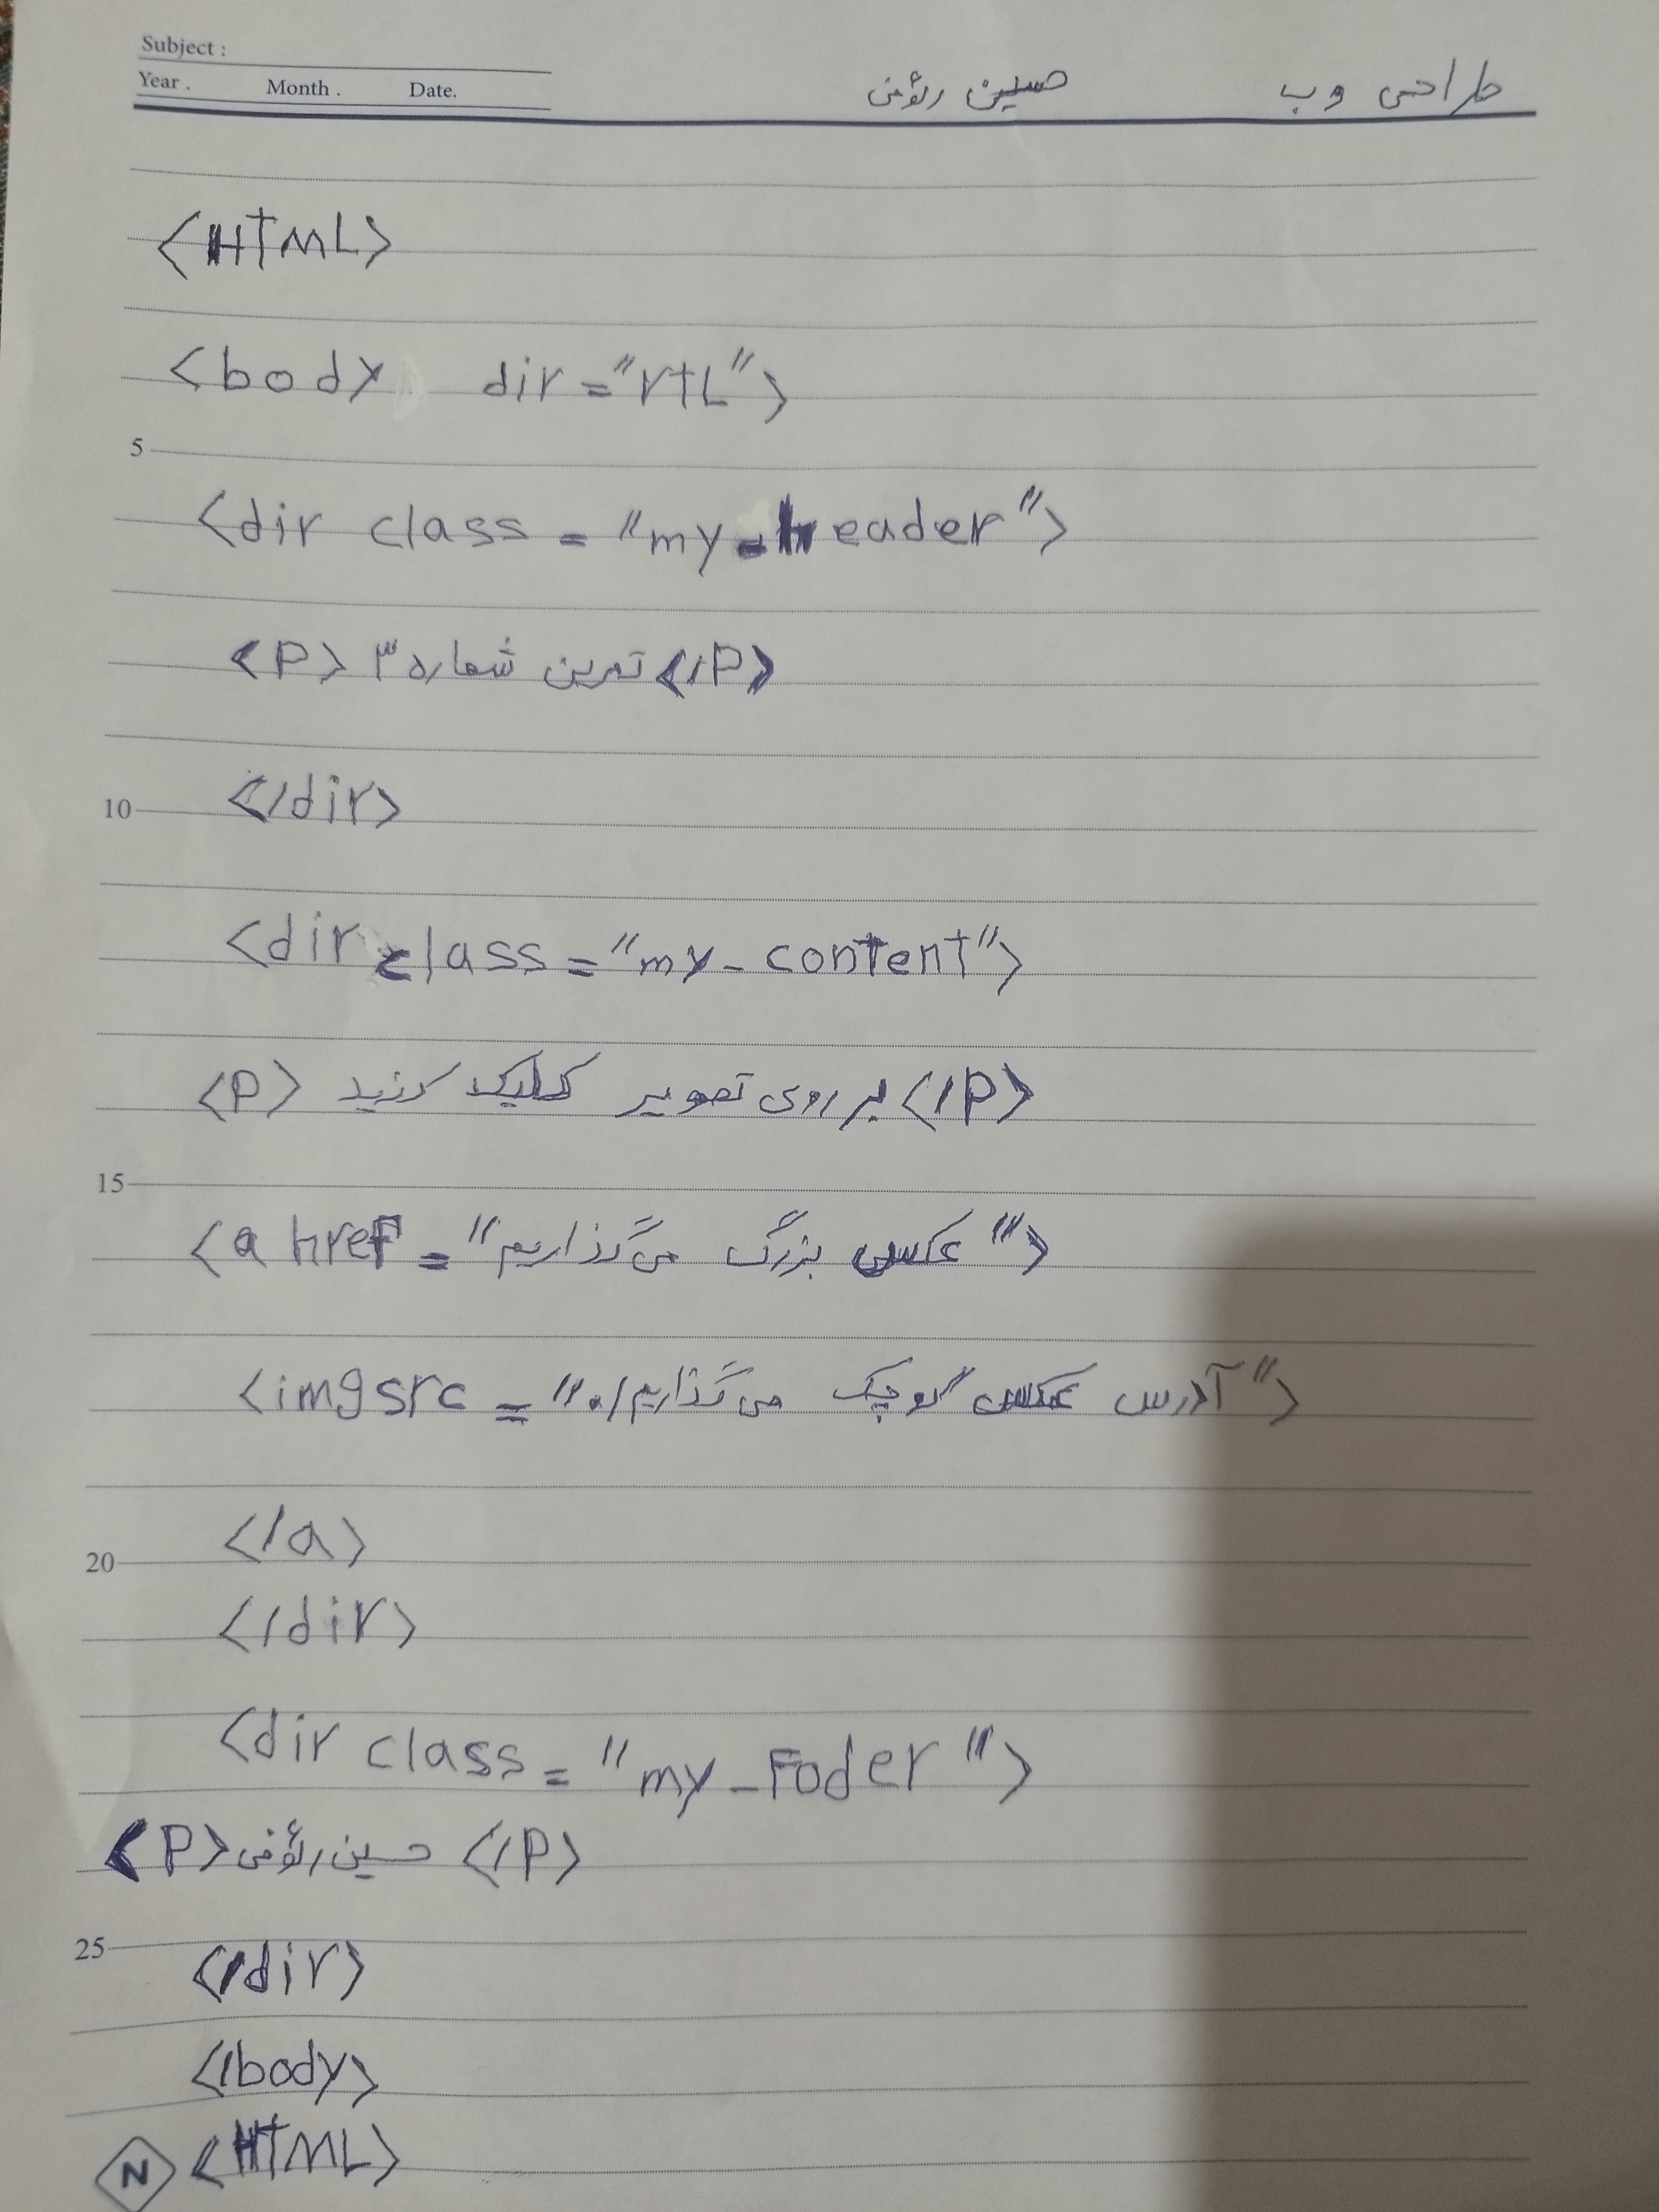 Subject :
Year . Month . Date.
طراحی وب حسین رئوفی
<HTML>
<body dir="rtL">
5
<dir class="my-header">
<P> تمرین شماره ۳ </P>
</dir>
10
<dir class="my-content">
<P> بر روی تصویر کلیک کنید </P>
15
<a href="عکس بزرگ می‌گذاریم">
<img src="آدرس عکس کوچک می‌گذاریم/.">
</a>
20
</dir>
<dir class="my-Foder">
<P> حسین رئوفی </P>
25
</dir>
</body>
N
<HTML>